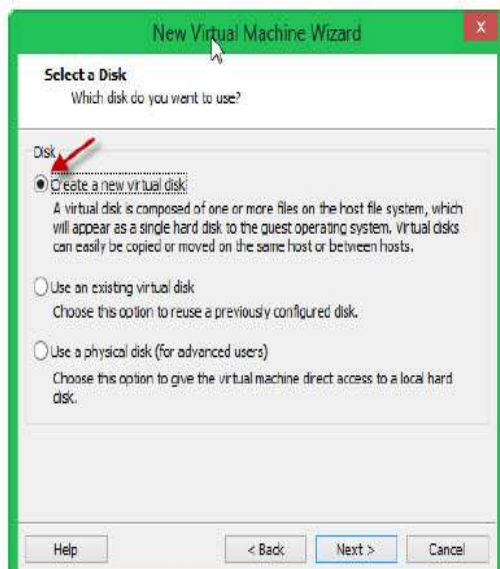 New Virtual Machine Wizard
x
Select a Disk
Which disk do you want to use?
Disk
Create a new virtual disk
A virtual disk is composed of one or more files on the host file system, which
will appear as a single hard disk to the guest operating system. Virtual disks
can easily be copied or moved on the same host or between hosts.
Use an existing virtual disk
Choose this option to reuse a previously configured disk.
Use a physical disk (for advanced users)
Choose this option to give the virtual machine direct access to a local hard
disk.
Help
< Back
Next >
Cancel